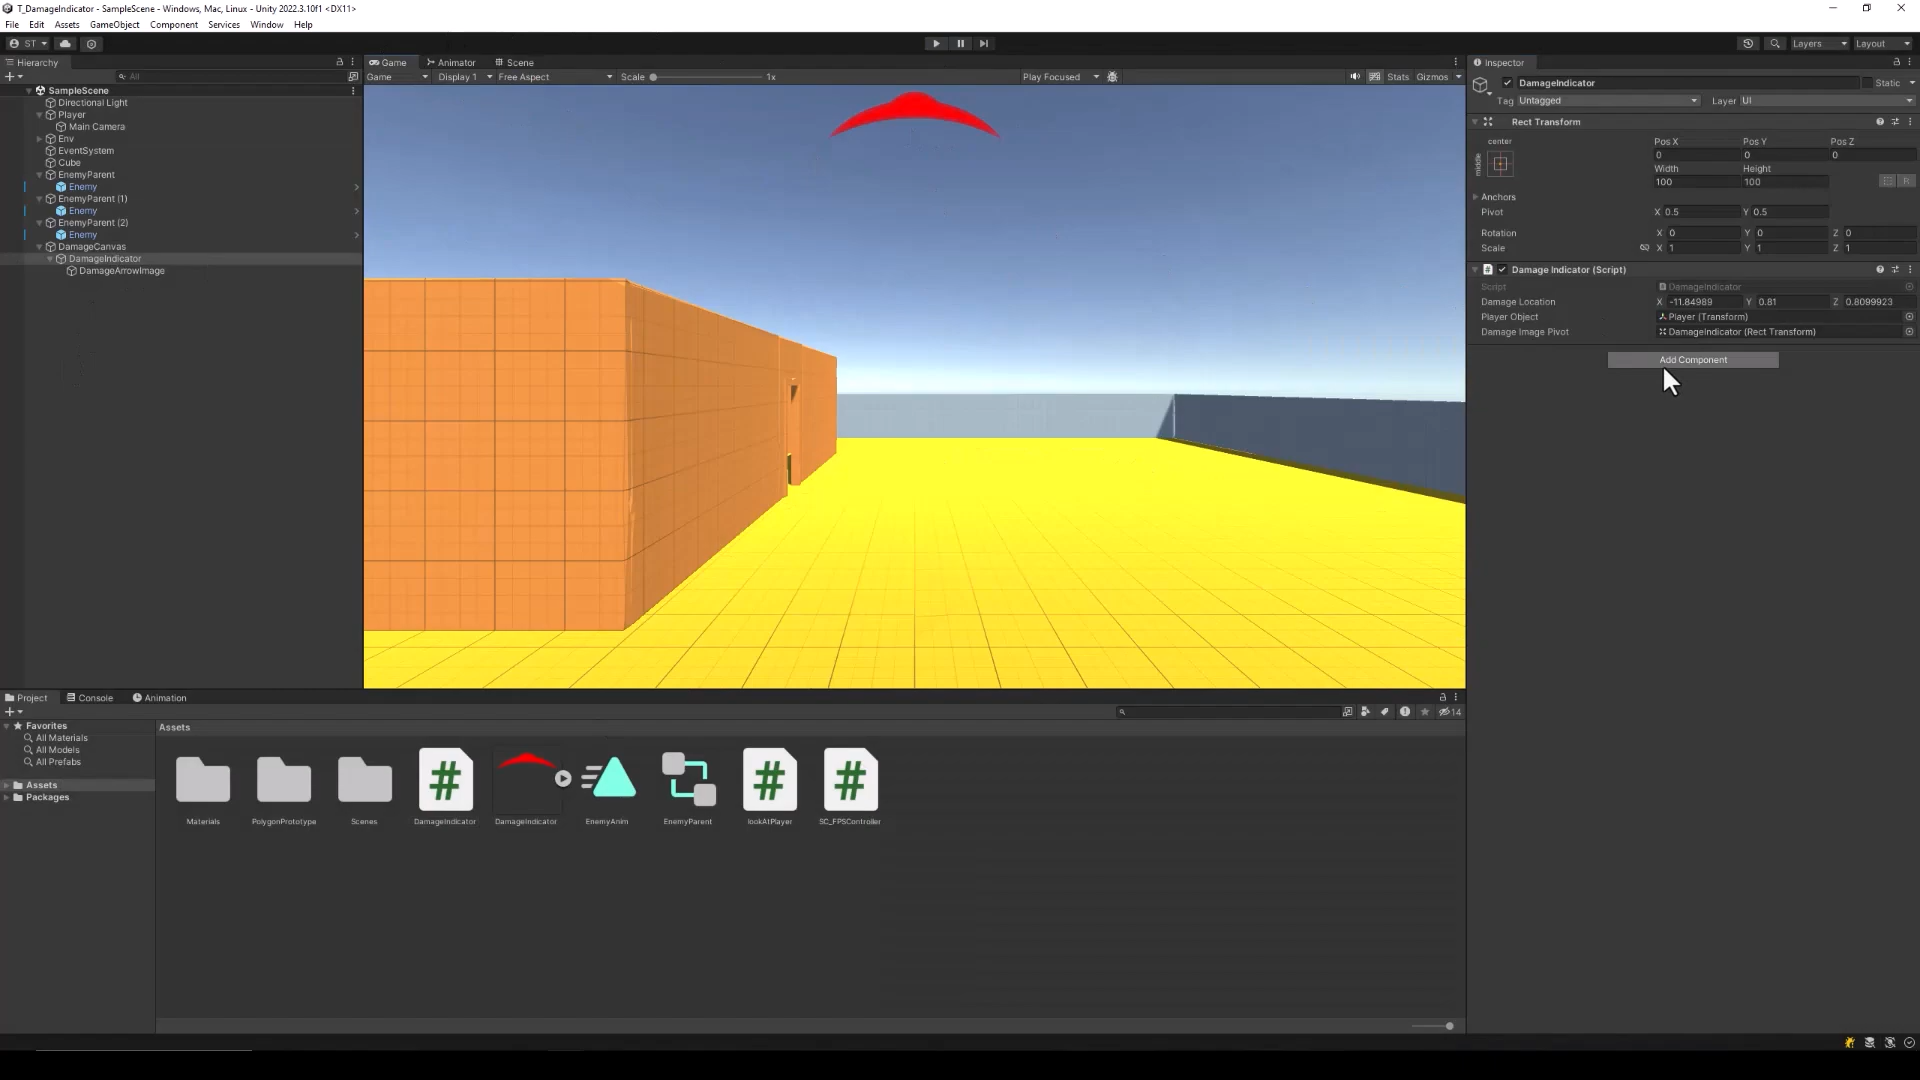 T_DamageIndicator - SampleScene - Windows, Mac, Linux - Unity 2022.3.10f1 <DX11>
File Edit Assets GameObject Component Services Window Help
ST Layers Layout
Hierarchy
All
SampleScene
Directional Light
Player
Main Camera
Env
EventSystem
Cube
EnemyParent
Enemy
EnemyParent (1)
Enemy
EnemyParent (2)
Enemy
DamageCanvas
DamageIndicator
DamageArrowImage
Game Animator Scene
Game Display 1 Free Aspect Scale 1x Play Focused Stats Gizmos
Inspector
DamageIndicator Static
Tag Untagged Layer UI
Rect Transform
center Pos X Pos Y Pos Z
middle 0 0 0
Width Height
100 100 R
Anchors
Pivot X 0.5 Y 0.5
Rotation X 0 Y 0 Z 0
Scale X 1 Y 1 Z 1
# Damage Indicator (Script)
Script DamageIndicator
Damage Location X -11.84989 Y 0.81 Z 0.8099923
Player Object Player (Transform)
Damage Image Pivot DamageIndicator (Rect Transform)
Add Component
Project Console Animation
14
Favorites
All Materials
All Models
All Prefabs
Assets
Packages
Assets
# # #
Materials PolygonPrototype Scenes DamageIndicator DamageIndicator EnemyAnim EnemyParent lookAtPlayer SC_FPSController